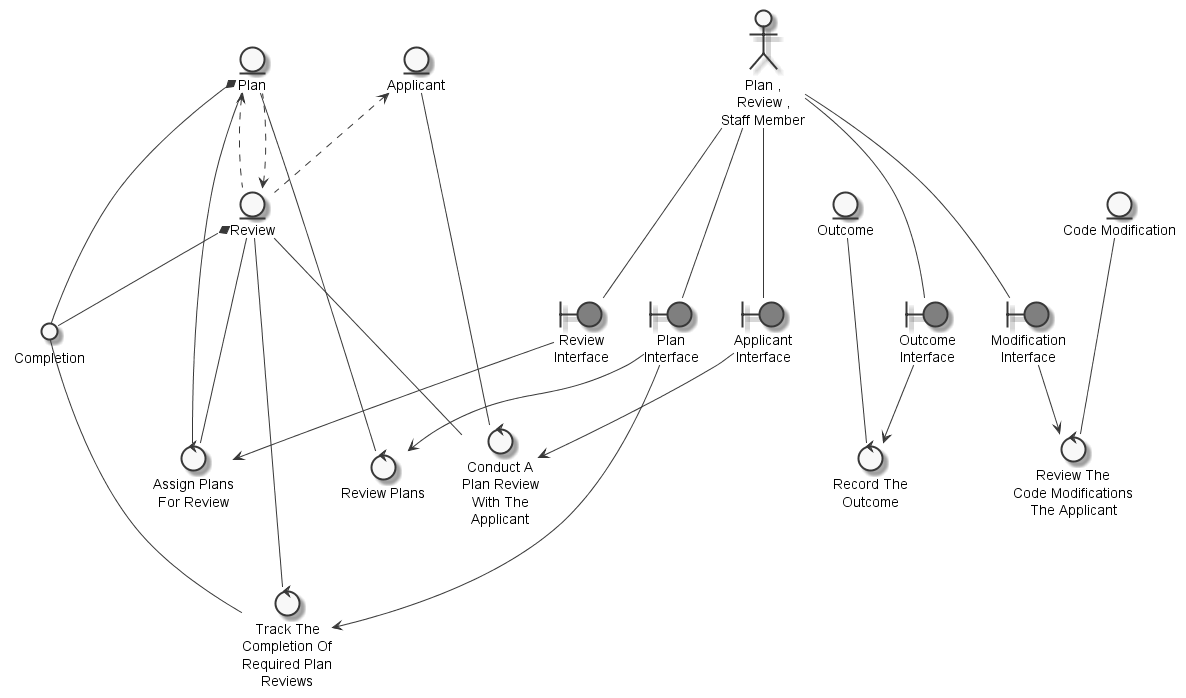 Plan
Applicant
Plan ,
Review ,
Staff Member
Review
Outcome
Code Modification
Completion
Review
Interface
Plan
Interface
Applicant
Interface
Outcome
Interface
Modification
Interface
Assign Plans
For Review
Review Plans
Conduct A
Plan Review
With The
Applicant
Record The
Outcome
Review The
Code Modifications
The Applicant
Track The
Completion Of
Required Plan
Reviews